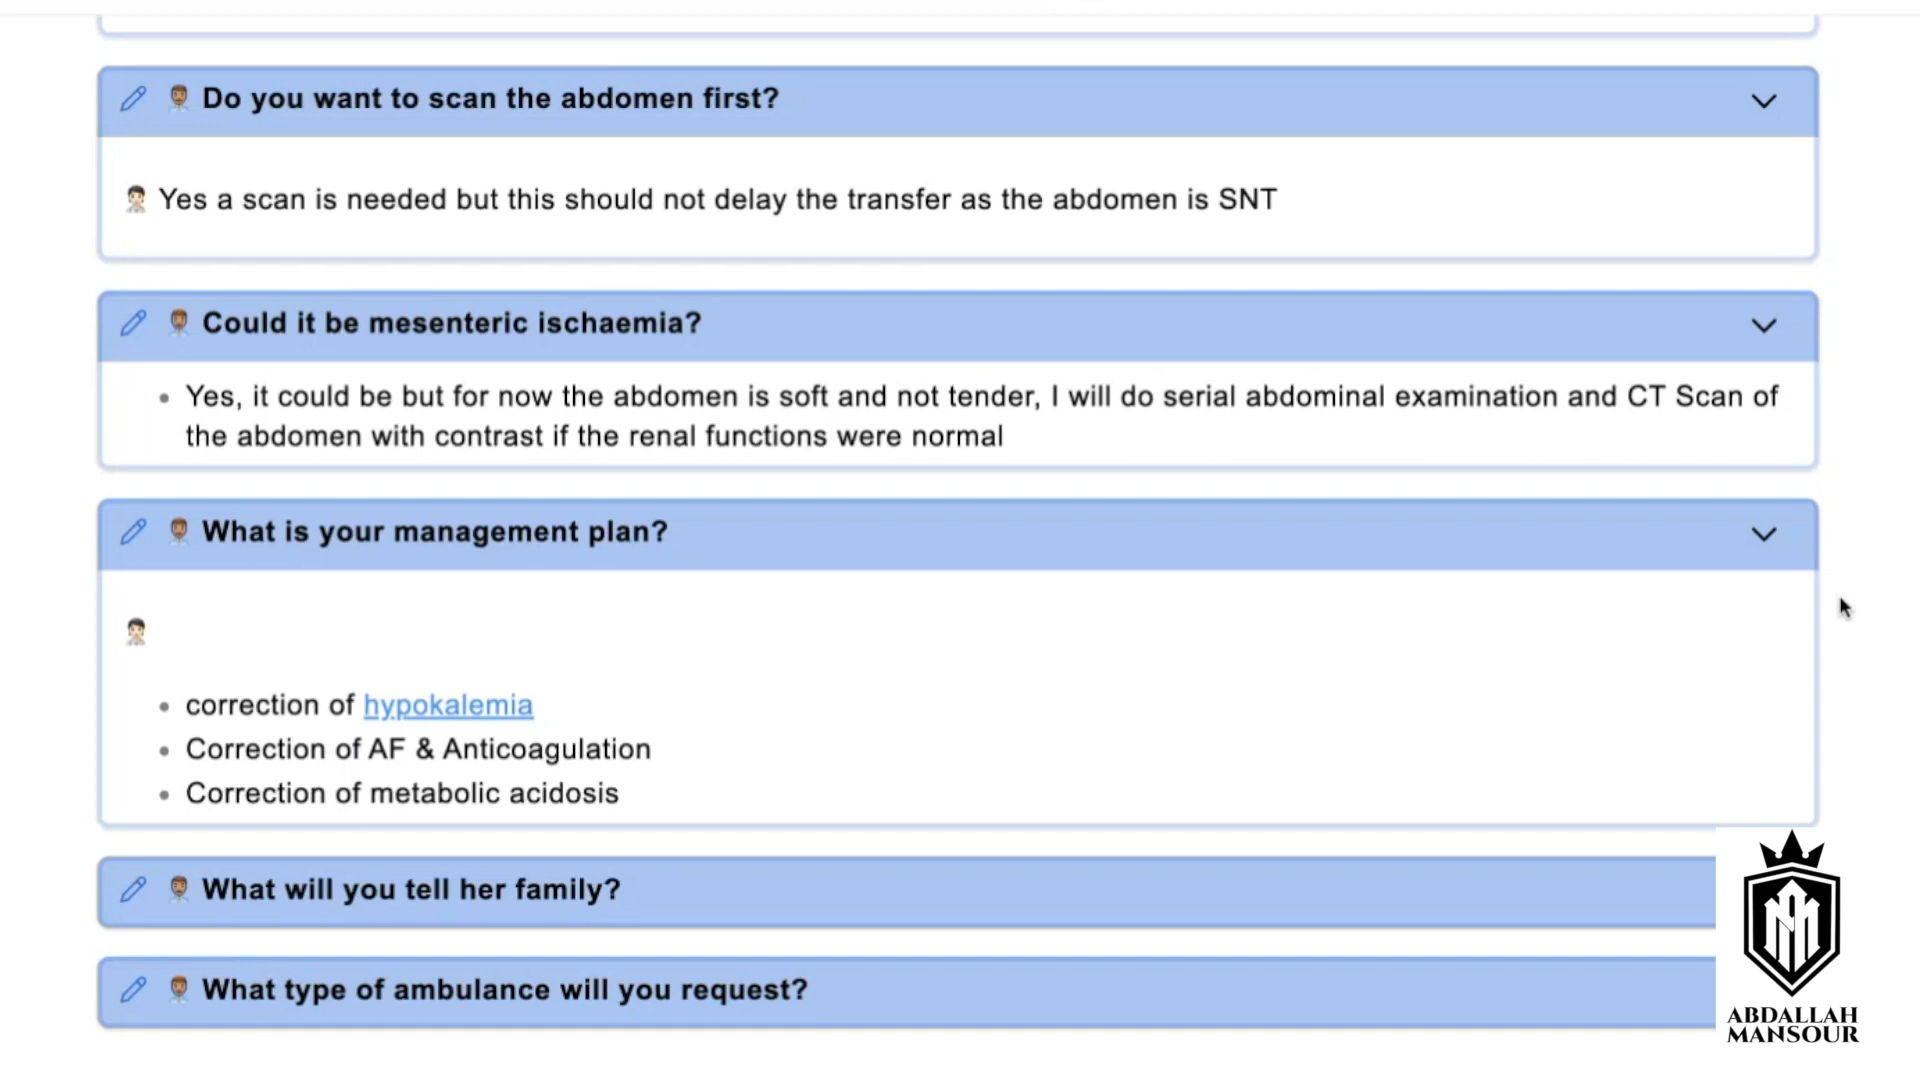 Do you want to scan the abdomen first?
Yes a scan is needed but this should not delay the transfer as the abdomen is SNT
Could it be mesenteric ischaemia?
Yes, it could be but for now the abdomen is soft and not tender, I will do serial abdominal examination and CT Scan of
the abdomen with contrast if the renal functions were normal
What is your management plan?
correction of hypokalemia
Correction of AF & Anticoagulation
Correction of metabolic acidosis
What will you tell her family?
What type of ambulance will you request?
ABDALLAH
MANSOUR